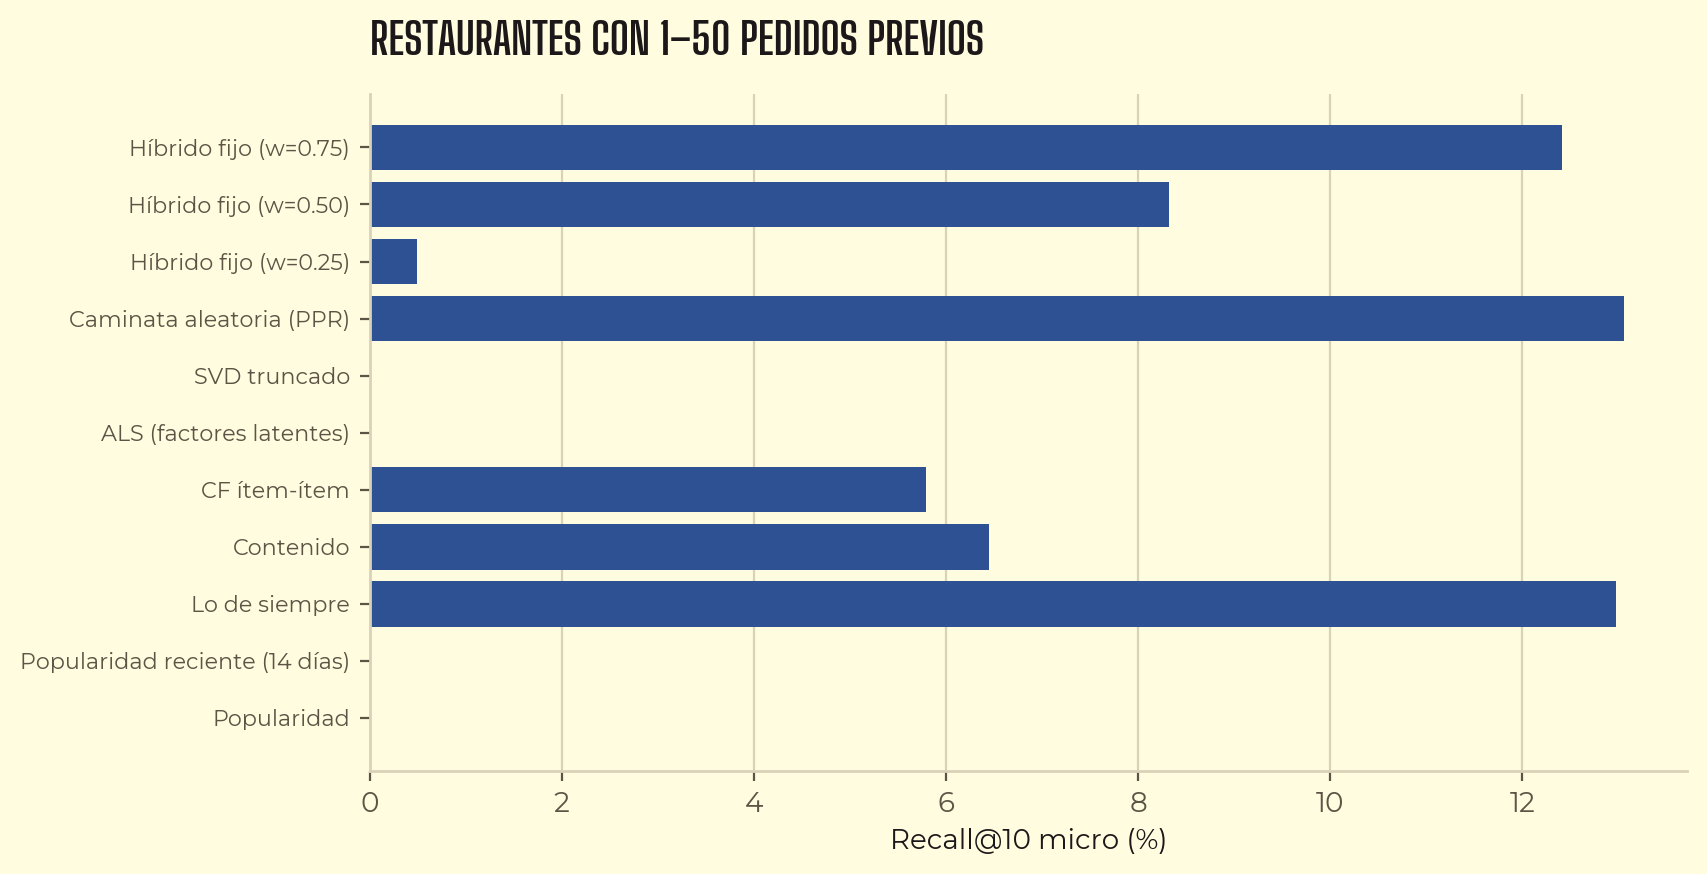 RESTAURANTES CON 1–50 PEDIDOS PREVIOS
Híbrido fijo (w=0.75)
Híbrido fijo (w=0.50)
Híbrido fijo (w=0.25)
Caminata aleatoria (PPR)
SVD truncado
ALS (factores latentes)
CF ítem-ítem
Contenido
Lo de siempre
Popularidad reciente (14 días)
Popularidad
0 2 4 6 8 10 12
Recall@10 micro (%)